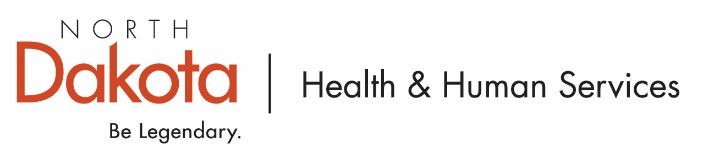 NORTH
Dakota | Health & Human Services
Be Legendary.